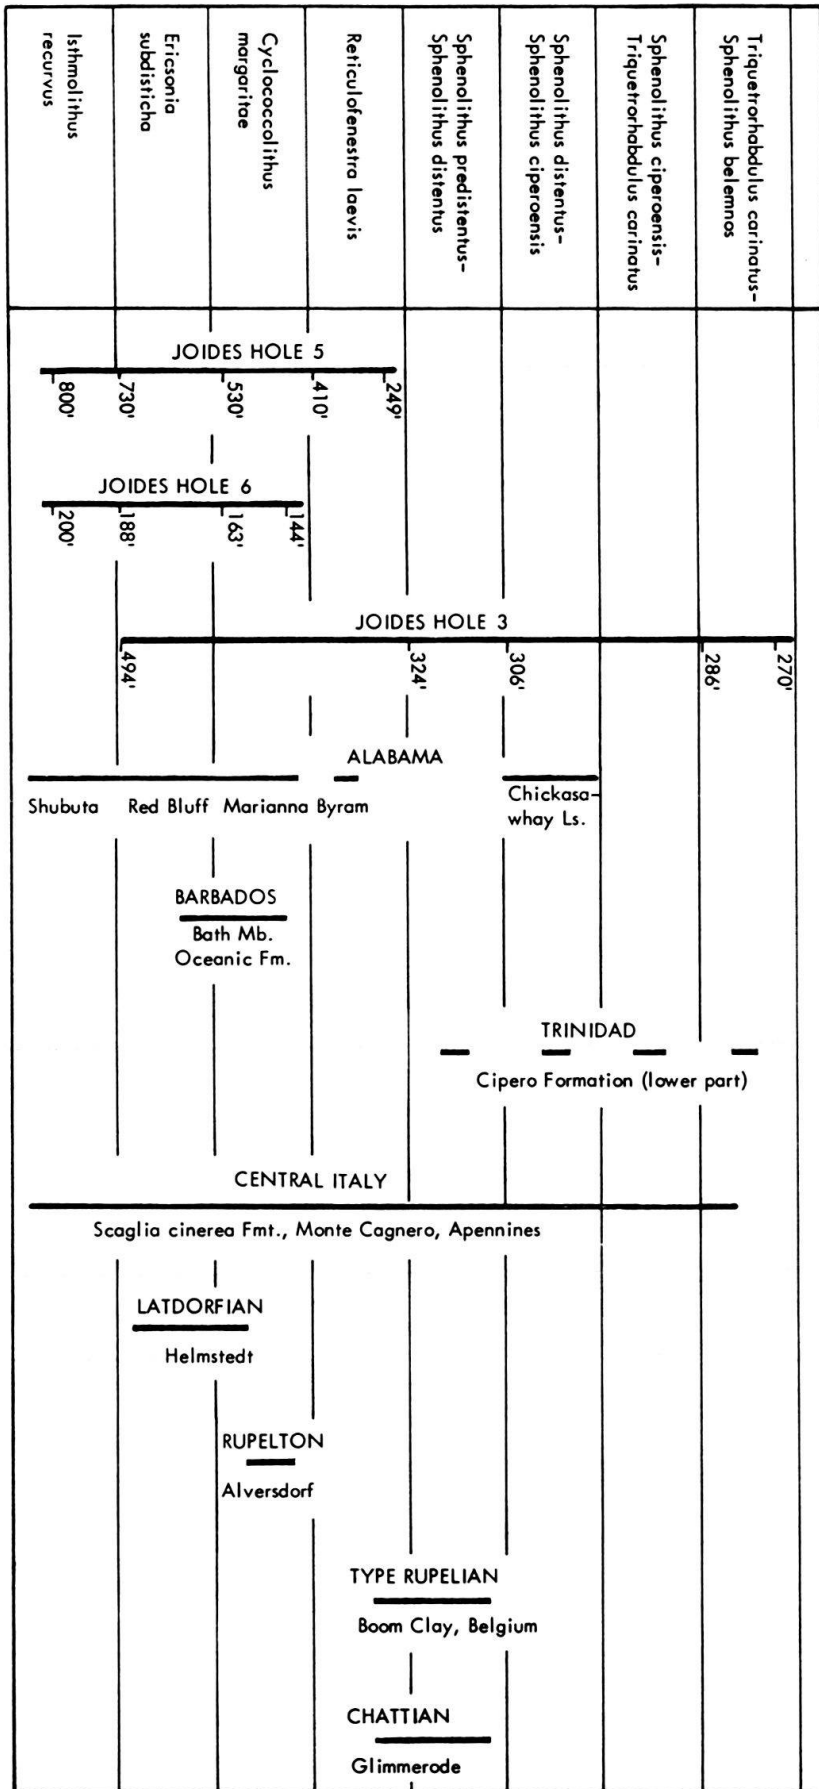 Isthmolithus
recurvus
Ericsonia
subdisticha
Cyclococcolithus
margaritae
Reticulofenestra laevis
Sphenolithus predistentus–
Sphenolithus distentus
Sphenolithus distentus–
Sphenolithus ciperoensis
Sphenolithus ciperoensis–
Triquetrorhabdulus carinatus
Triquetrorhabdulus carinatus–
Sphenolithus belemnos
JOIDES HOLE 5
800' 730' 530' 410' 249'
JOIDES HOLE 6
200' 188' 163' 144'
JOIDES HOLE 3
494' 324' 306' 286' 270'
ALABAMA
Shubuta Red Bluff Marianna Byram
Chickasa–
whay Ls.
BARBADOS
Bath Mb.
Oceanic Fm.
TRINIDAD
Cipero Formation (lower part)
CENTRAL ITALY
Scaglia cinerea Fmt., Monte Cagnero, Apennines
LATDORFIAN
Helmstedt
RUPELTON
Alversdorf
TYPE RUPELIAN
Boom Clay, Belgium
CHATTIAN
Glimmerode